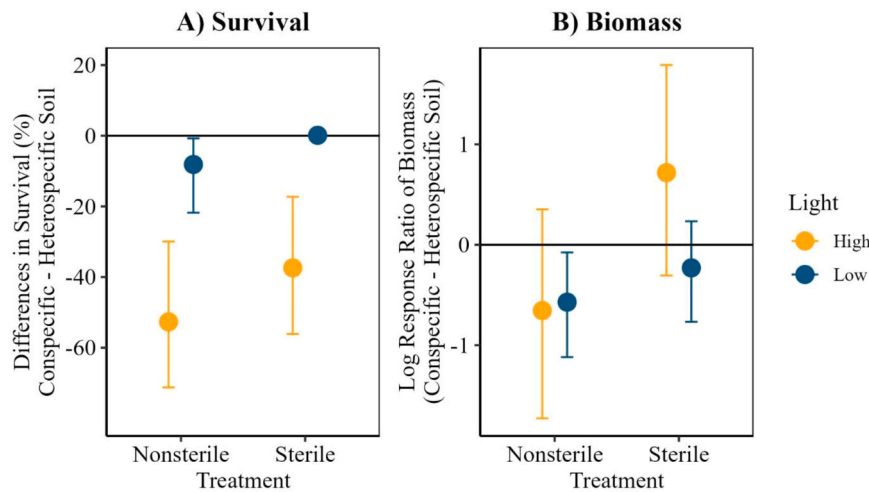 A) Survival
Differences in Survival (%)
Conspecific - Heterospecific Soil
20
0
-20
-40
-60
Nonsterile
Sterile
Treatment
B) Biomass
Log Response Ratio of Biomass
(Conspecific - Heterospecific Soil)
1
0
-1
Nonsterile
Sterile
Treatment
Light
High
Low